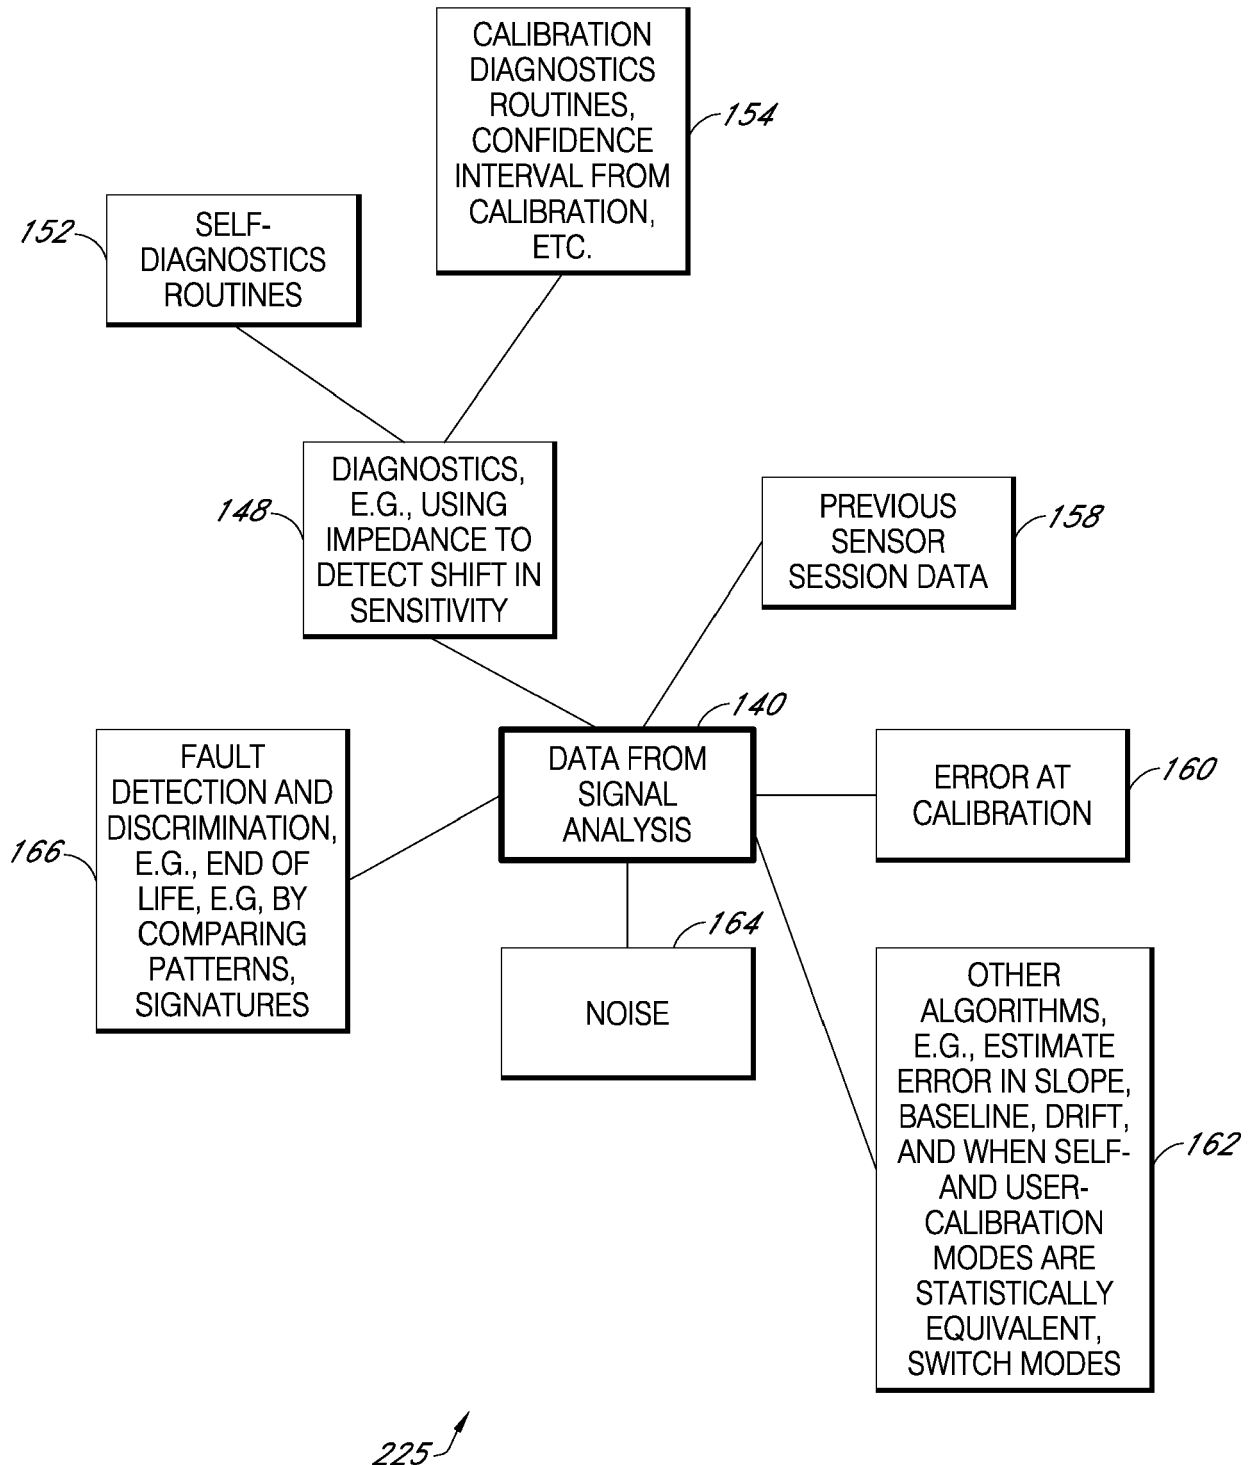 CALIBRATION
DIAGNOSTICS
ROUTINES,
CONFIDENCE
INTERVAL FROM
CALIBRATION,
ETC.
154
152
SELF-
DIAGNOSTICS
ROUTINES
148
DIAGNOSTICS,
E.G., USING
IMPEDANCE TO
DETECT SHIFT IN
SENSITIVITY
PREVIOUS
SENSOR
SESSION DATA
158
140
DATA FROM
SIGNAL
ANALYSIS
ERROR AT
CALIBRATION
160
166
FAULT
DETECTION AND
DISCRIMINATION,
E.G., END OF
LIFE, E.G, BY
COMPARING
PATTERNS,
SIGNATURES
164
NOISE
OTHER
ALGORITHMS,
E.G., ESTIMATE
ERROR IN SLOPE,
BASELINE, DRIFT,
AND WHEN SELF-
AND USER-
CALIBRATION
MODES ARE
STATISTICALLY
EQUIVALENT,
SWITCH MODES
162
225